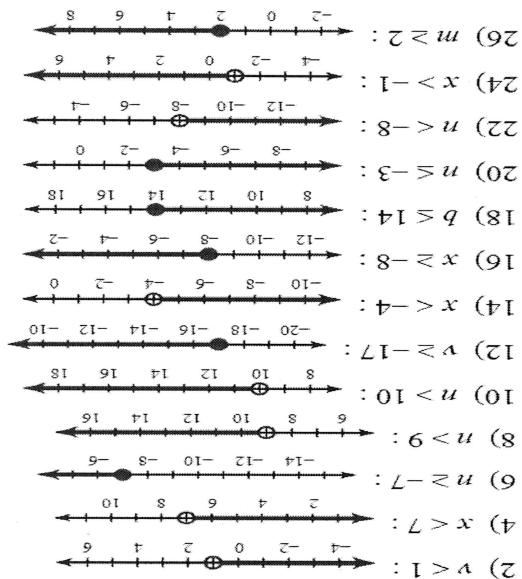 2) v < 1 : -4 -2 0 2 4 6
4) x < 7 : 2 4 6 8 10
6) n ≥ -7 : -14 -12 -10 -8 -6
8) n > 9 : 6 8 10 12 14 16
10) n > 10 : 8 10 12 14 16 18
12) v ≥ -17 : -20 -18 -16 -14 -12 -10
14) x < -4 : -10 -8 -6 -4 -2 0
16) x ≥ -8 : -12 -10 -8 -6 -4 -2
18) b ≤ 14 : 8 10 12 14 16 18
20) n ≤ -3 : -8 -6 -4 -2 0
22) n < -8 : -12 -10 -8 -6 -4
24) x > -1 : -4 -2 0 2 4 6
26) m ≥ 2 : -2 0 2 4 6 8